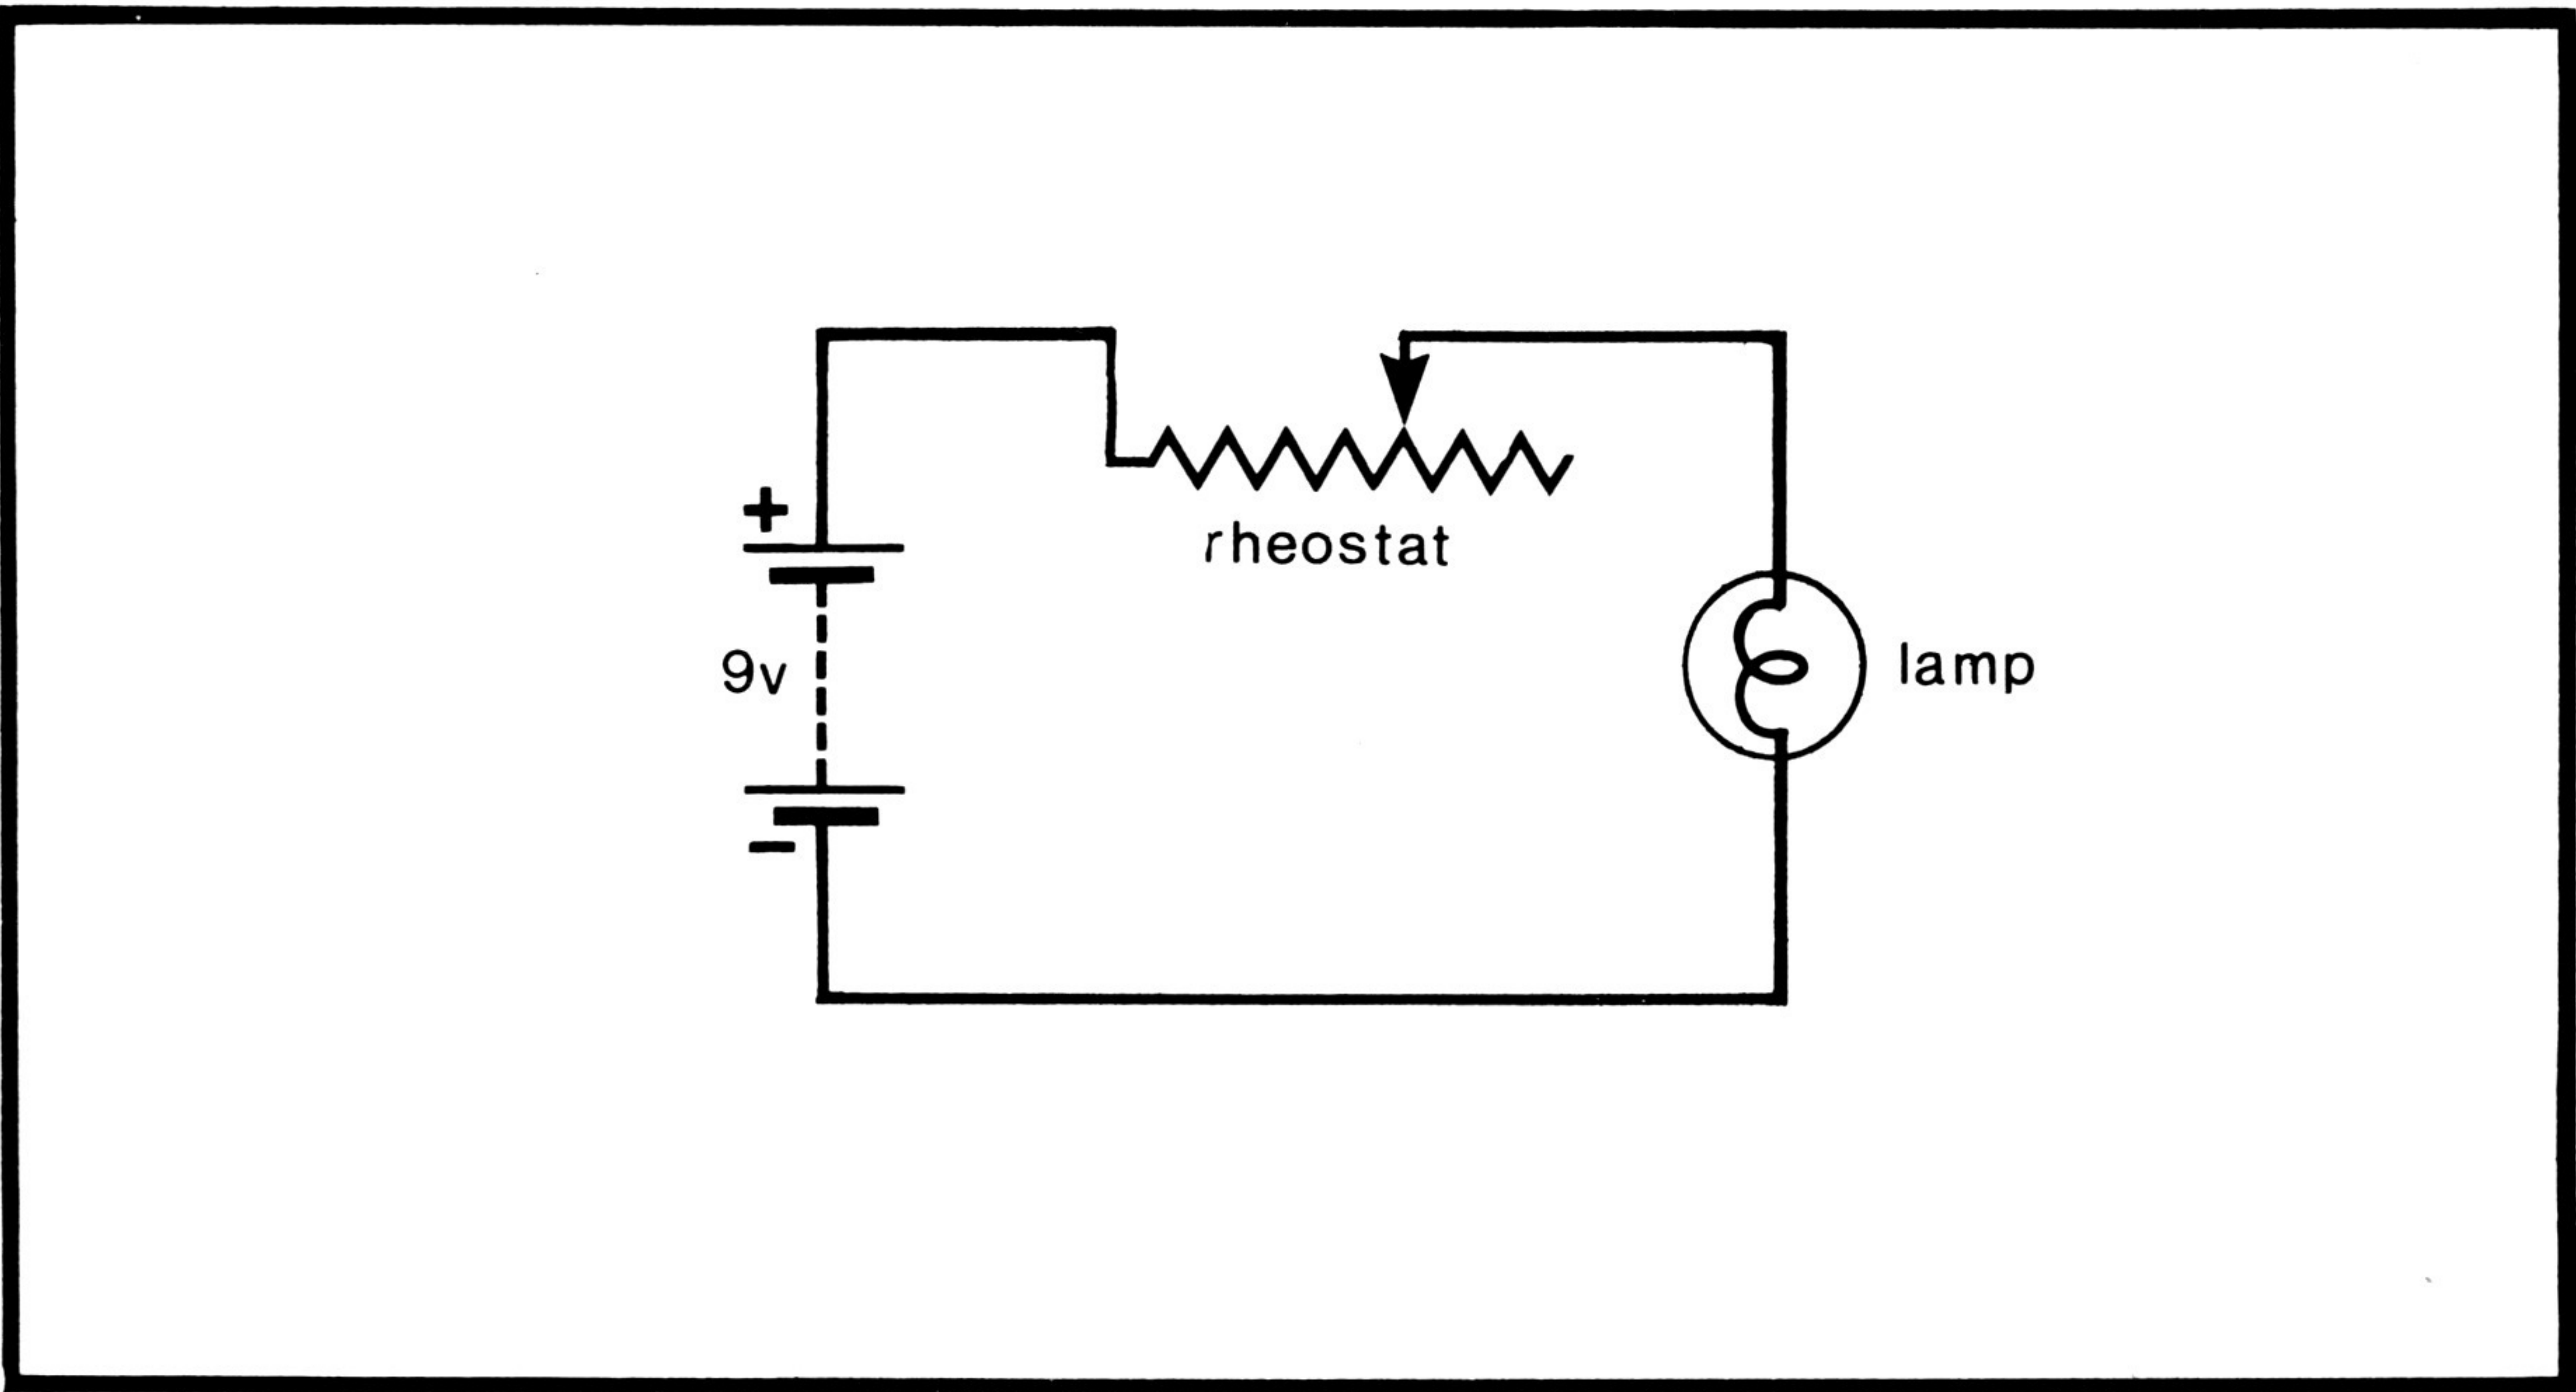 +
rheostat
9v
lamp
−